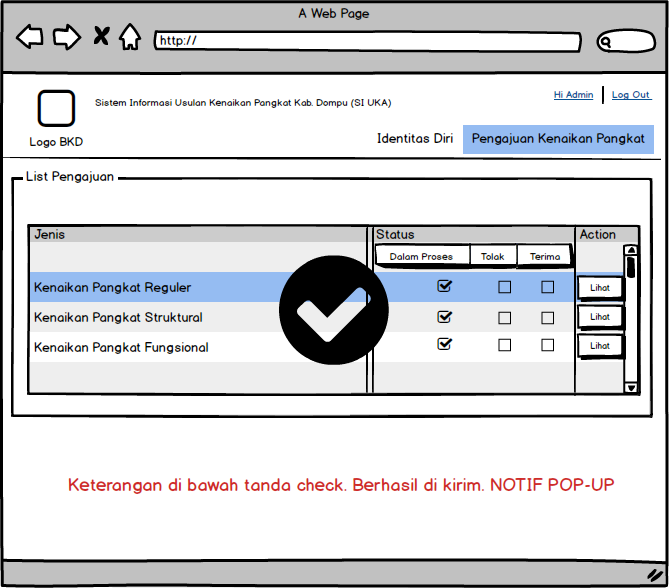 A Web Page
http://
Sistem Informasi Usulan Kenaikan Pangkat Kab. Dompu (SI UKA)
Hi Admin
Log Out
Logo BKD
Identitas Diri
Pengajuan Kenaikan Pangkat
List Pengajuan
Jenis
Status
Action
Dalam Proses
Tolak
Terima
Kenaikan Pangkat Reguler
Lihat
Kenaikan Pangkat Struktural
Lihat
Kenaikan Pangkat Fungsional
Lihat
Keterangan di bawah tanda check. Berhasil di kirim. NOTIF POP-UP